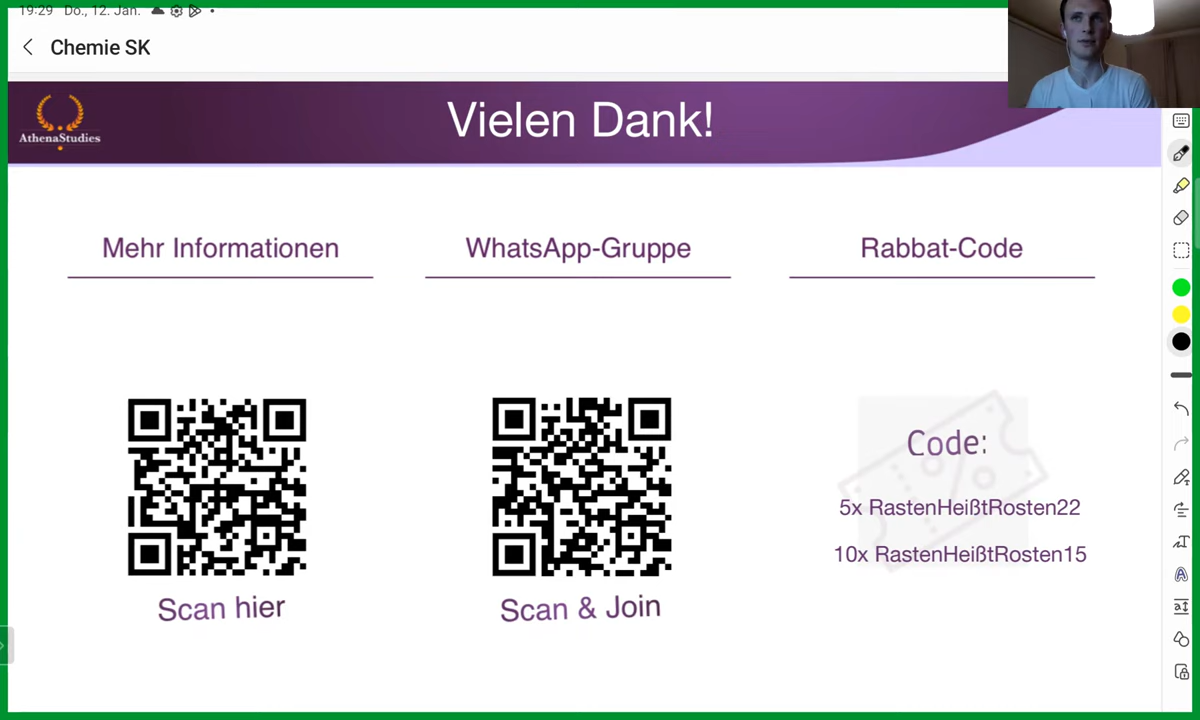 19:29 Do., 12. Jan.
Chemie SK
AthenaStudies
Vielen Dank!
Mehr Informationen
WhatsApp-Gruppe
Rabbat-Code
Code:
5x RastenHeißtRosten22
10x RastenHeißtRosten15
Scan hier
Scan & Join